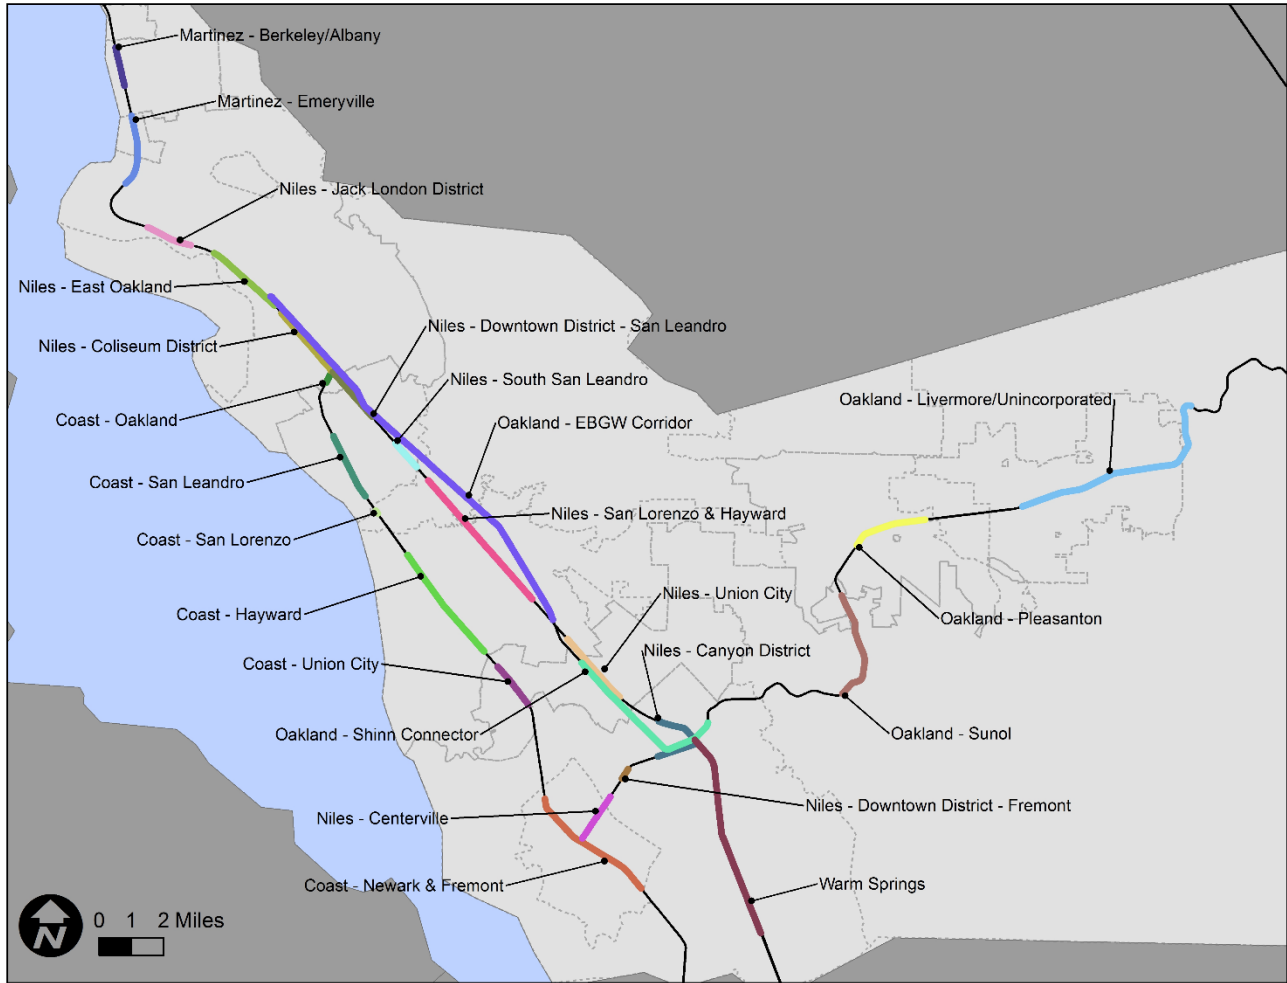 Martinez - Berkeley/Albany
Martinez - Emeryville
Niles - Jack London District
Niles - East Oakland
Niles - Downtown District - San Leandro
Niles - Coliseum District
Niles - South San Leandro
Oakland - Livermore/Unincorporated
Coast - Oakland
Oakland - EBGW Corridor
Coast - San Leandro
Niles - San Lorenzo & Hayward
Coast - San Lorenzo
Niles - Union City
Coast - Hayward
Oakland - Pleasanton
Niles - Canyon District
Coast - Union City
Oakland - Shinn Connector
Oakland - Sunol
Niles - Downtown District - Fremont
Niles - Centerville
Coast - Newark & Fremont
Warm Springs
0 1 2 Miles
N